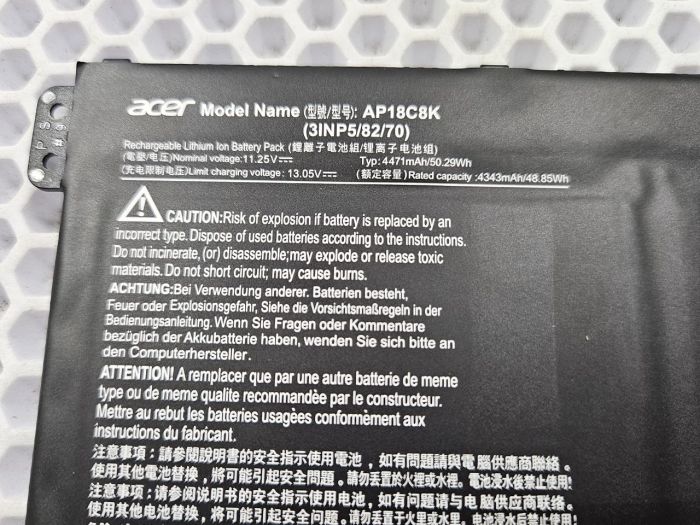 acer Model Name (型號/型号): AP18C8K
(3INP5/82/70)
Rechargeable Lithium Ion Battery Pack (鋰離子電池組/锂离子电池组)
(電壓/电压)Nominal voltage:11.25V Typ: 4471mAh/50.29Wh
(充电限制电压)Limit charging voltage: 13.05V (額定容量)Rated capacity :4343mAh/48.85Wh
CAUTION:Risk of explosion if battery is replaced by an
incorrect type. Dispose of used batteries according to the instructions.
Do not incinerate, (or) disassemble;may explode or release toxic
materials. Do not short circuit; may cause burns.
ACHTUNG:Bei Verwendung anderer. Batterien besteht,
Feuer oder Explosionsgefahr, Siehe die Vorsichtsmaßregeln in der
Bedienungsanleitung. Wenn Sie Fragen oder Kommentare
bezüglich der Akkubatterie haben, wenden Sie sich bitte an
den Computerhersteller.
ATTENTION! A remplacer que par une autre batterie de meme
type ou de meme qualite recommandée par le constructeur.
Mettre au rebut les batteries usagées conformément aux
instructions du fabricant.
注意事項：請參閱說明書的安全指示使用電池，如有問題請與電腦供應商聯絡。
使用其他電池替換，將可能引起安全問題。請勿丟置於火裡或水裡。電池浸水後禁止使用!
注意事项：请参阅说明书的安全指示使用电池，如有问题请与电脑供应商联络。
使用其他电池替换，将可能引起安全问题。请勿丢置于火里或水里。电池浸水后禁止使用!